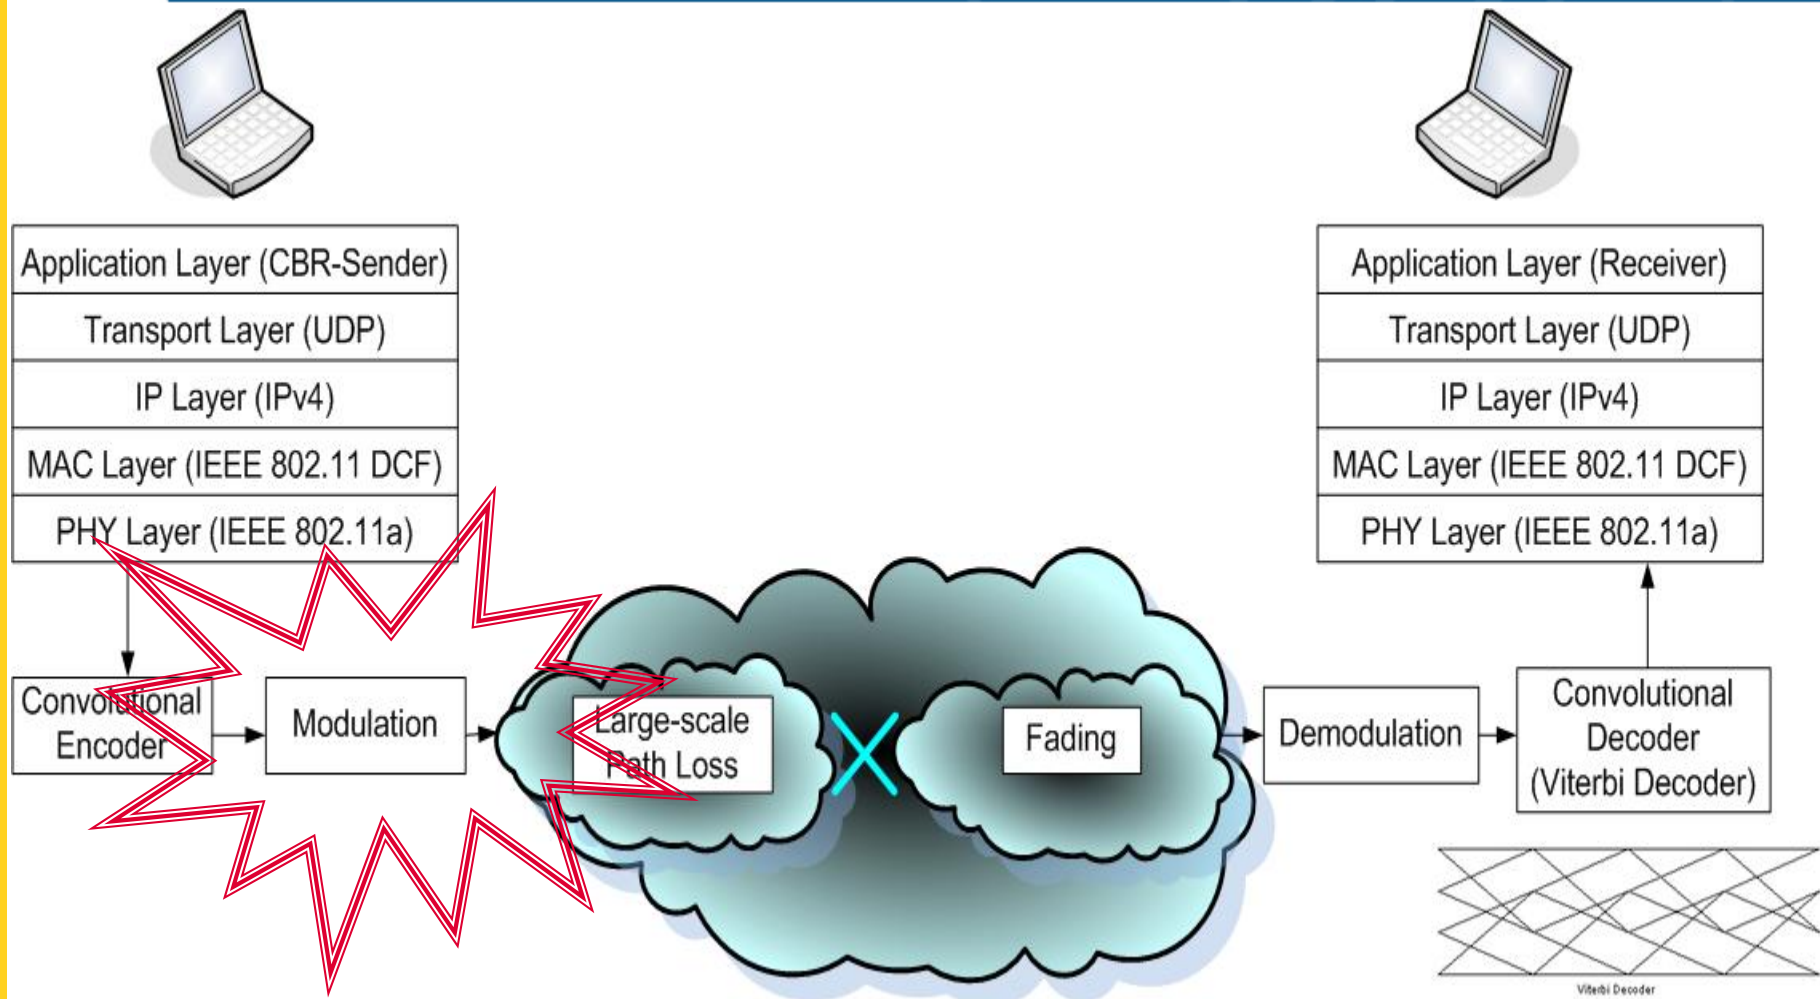 Application Layer (CBR-Sender)
Transport Layer (UDP)
IP Layer (IPv4)
MAC Layer (IEEE 802.11 DCF)
PHY Layer (IEEE 802.11a)
Application Layer (Receiver)
Transport Layer (UDP)
IP Layer (IPv4)
MAC Layer (IEEE 802.11 DCF)
PHY Layer (IEEE 802.11a)
Convolutional
Encoder
Modulation
Large-scale
Path Loss
Fading
Demodulation
Convolutional
Decoder
(Viterbi Decoder)
Viterbi Decoder